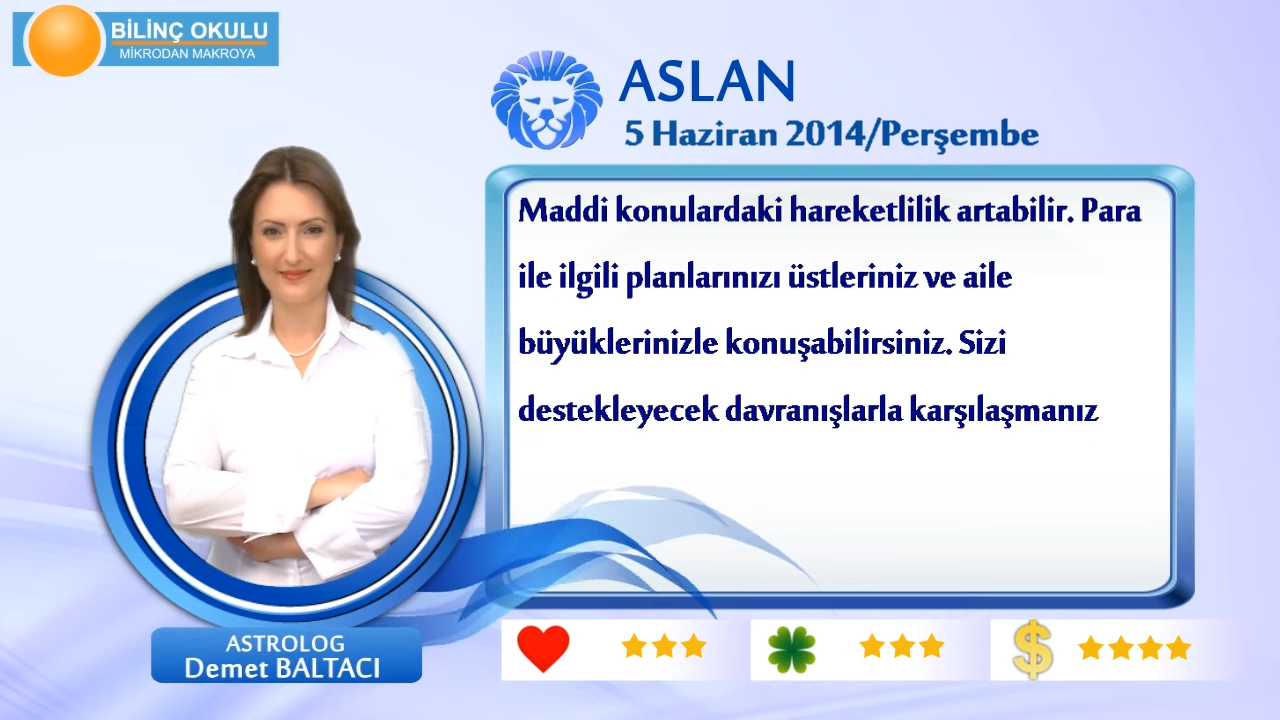 BİLİNÇ OKULU
MİKRODAN MAKROYA
ASLAN
5 Haziran 2014/Perşembe
Maddi konulardaki hareketlilik artabilir. Para
ile ilgili planlarınızı üstleriniz ve aile
büyüklerinizle konuşabilirsiniz. Sizi
destekleyecek davranışlarla karşılaşmanız
ASTROLOG
Demet BALTACI
$